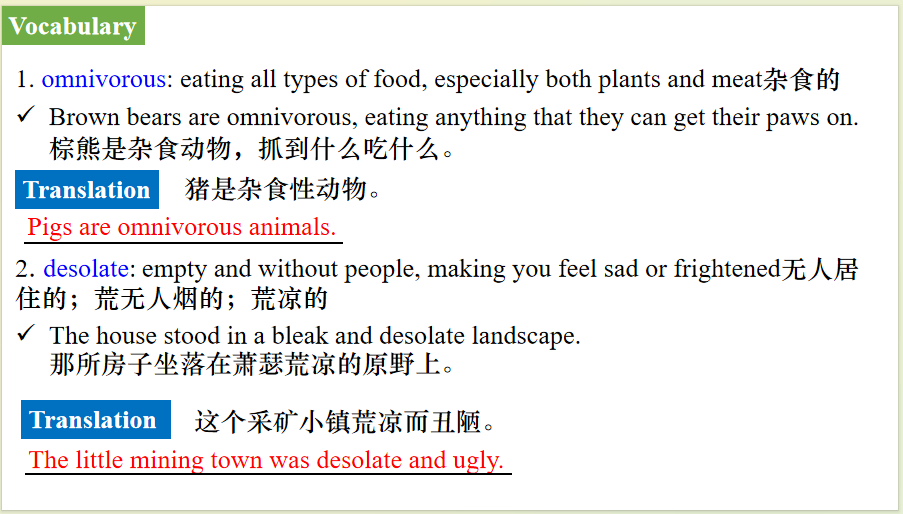 Vocabulary
1. omnivorous: eating all types of food, especially both plants and meat杂食的
✓ Brown bears are omnivorous, eating anything that they can get their paws on.
棕熊是杂食动物，抓到什么吃什么。
Translation 猪是杂食性动物。
Pigs are omnivorous animals.
2. desolate: empty and without people, making you feel sad or frightened无人居
住的；荒无人烟的；荒凉的
✓ The house stood in a bleak and desolate landscape.
那所房子坐落在萧瑟荒凉的原野上。
Translation 这个采矿小镇荒凉而丑陋。
The little mining town was desolate and ugly.